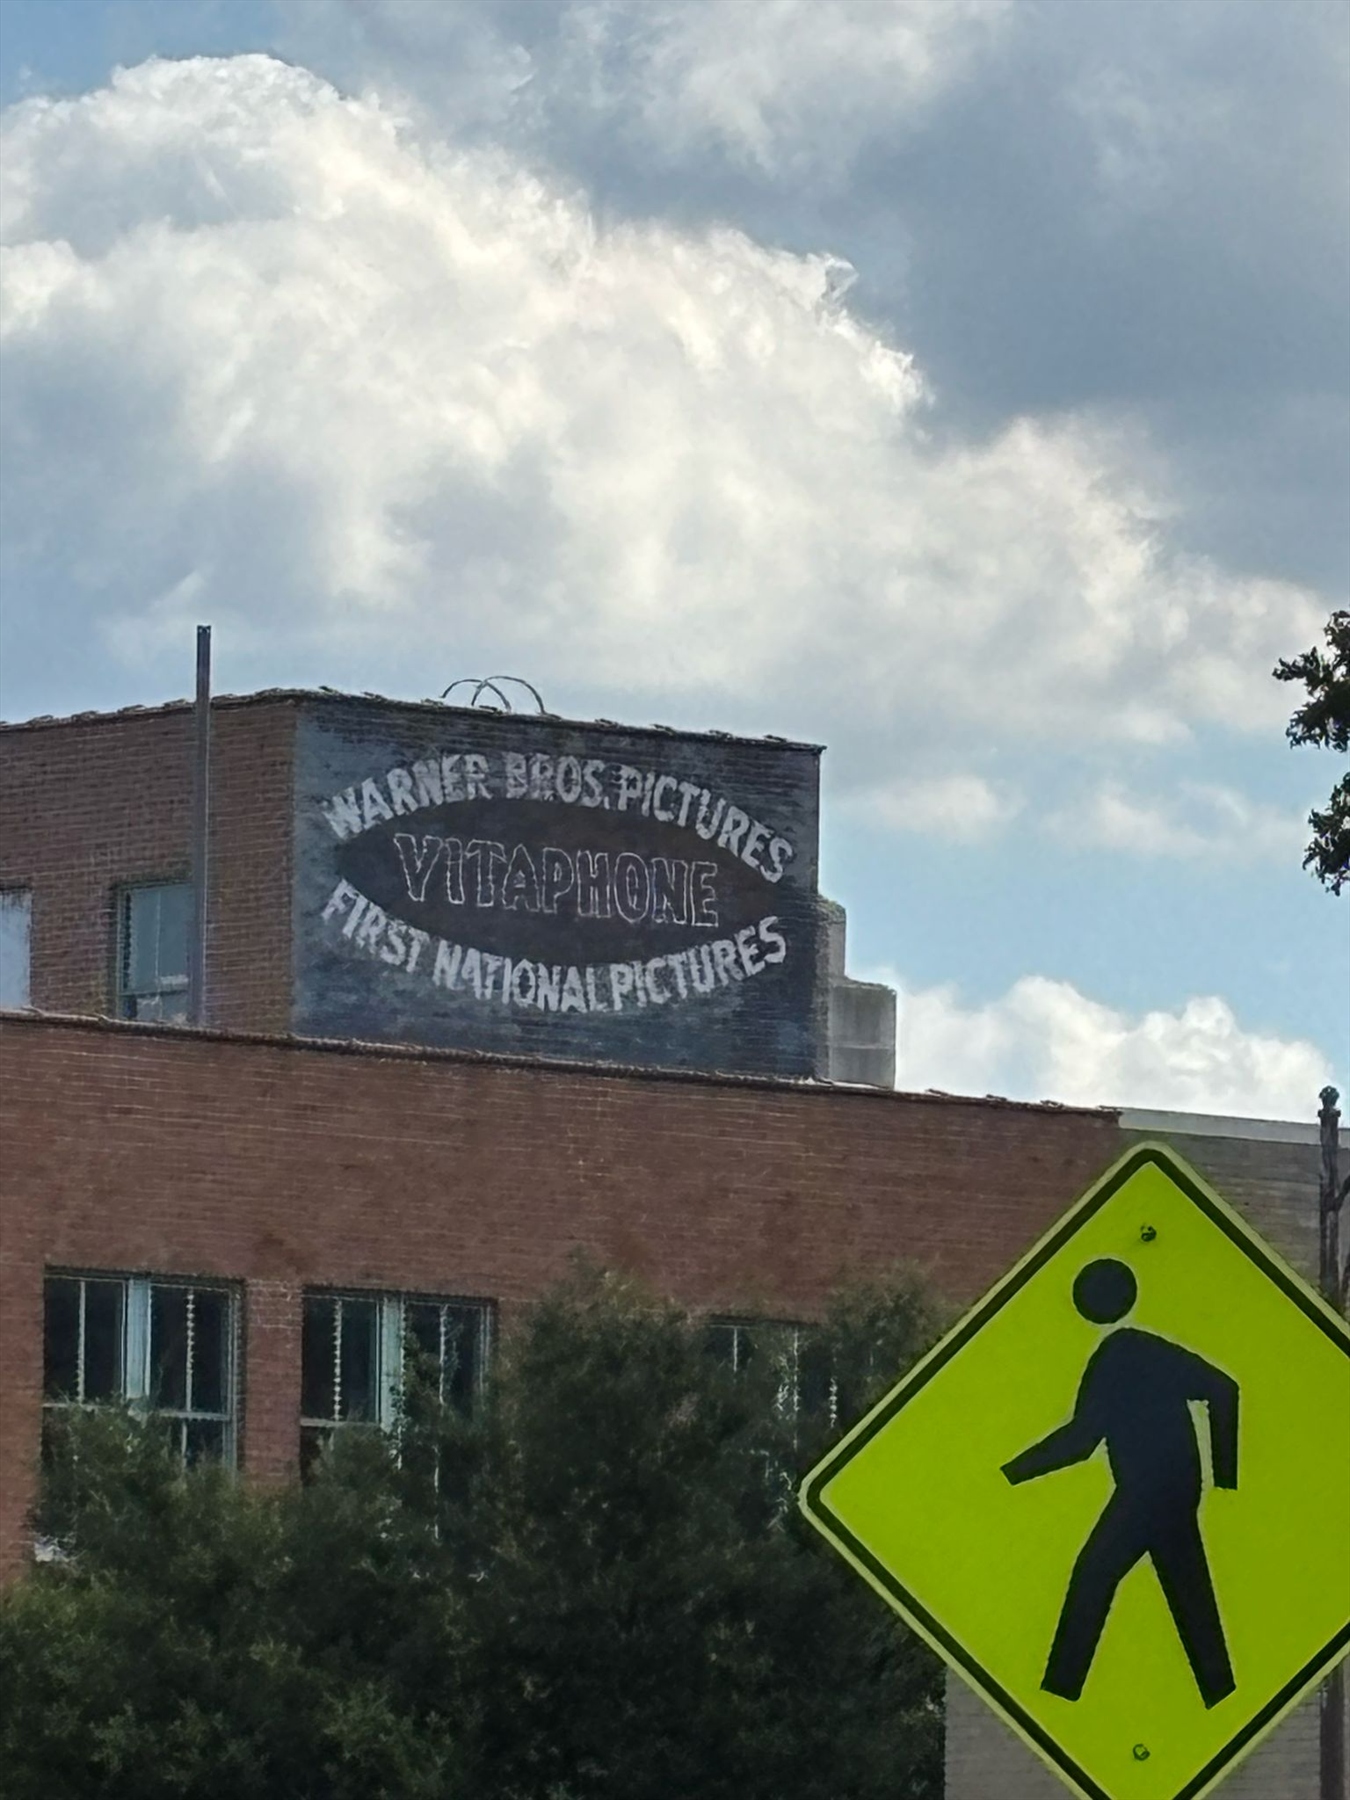 WARNER BROS. PICTURES
VITAPHONE
FIRST NATIONAL PICTURES